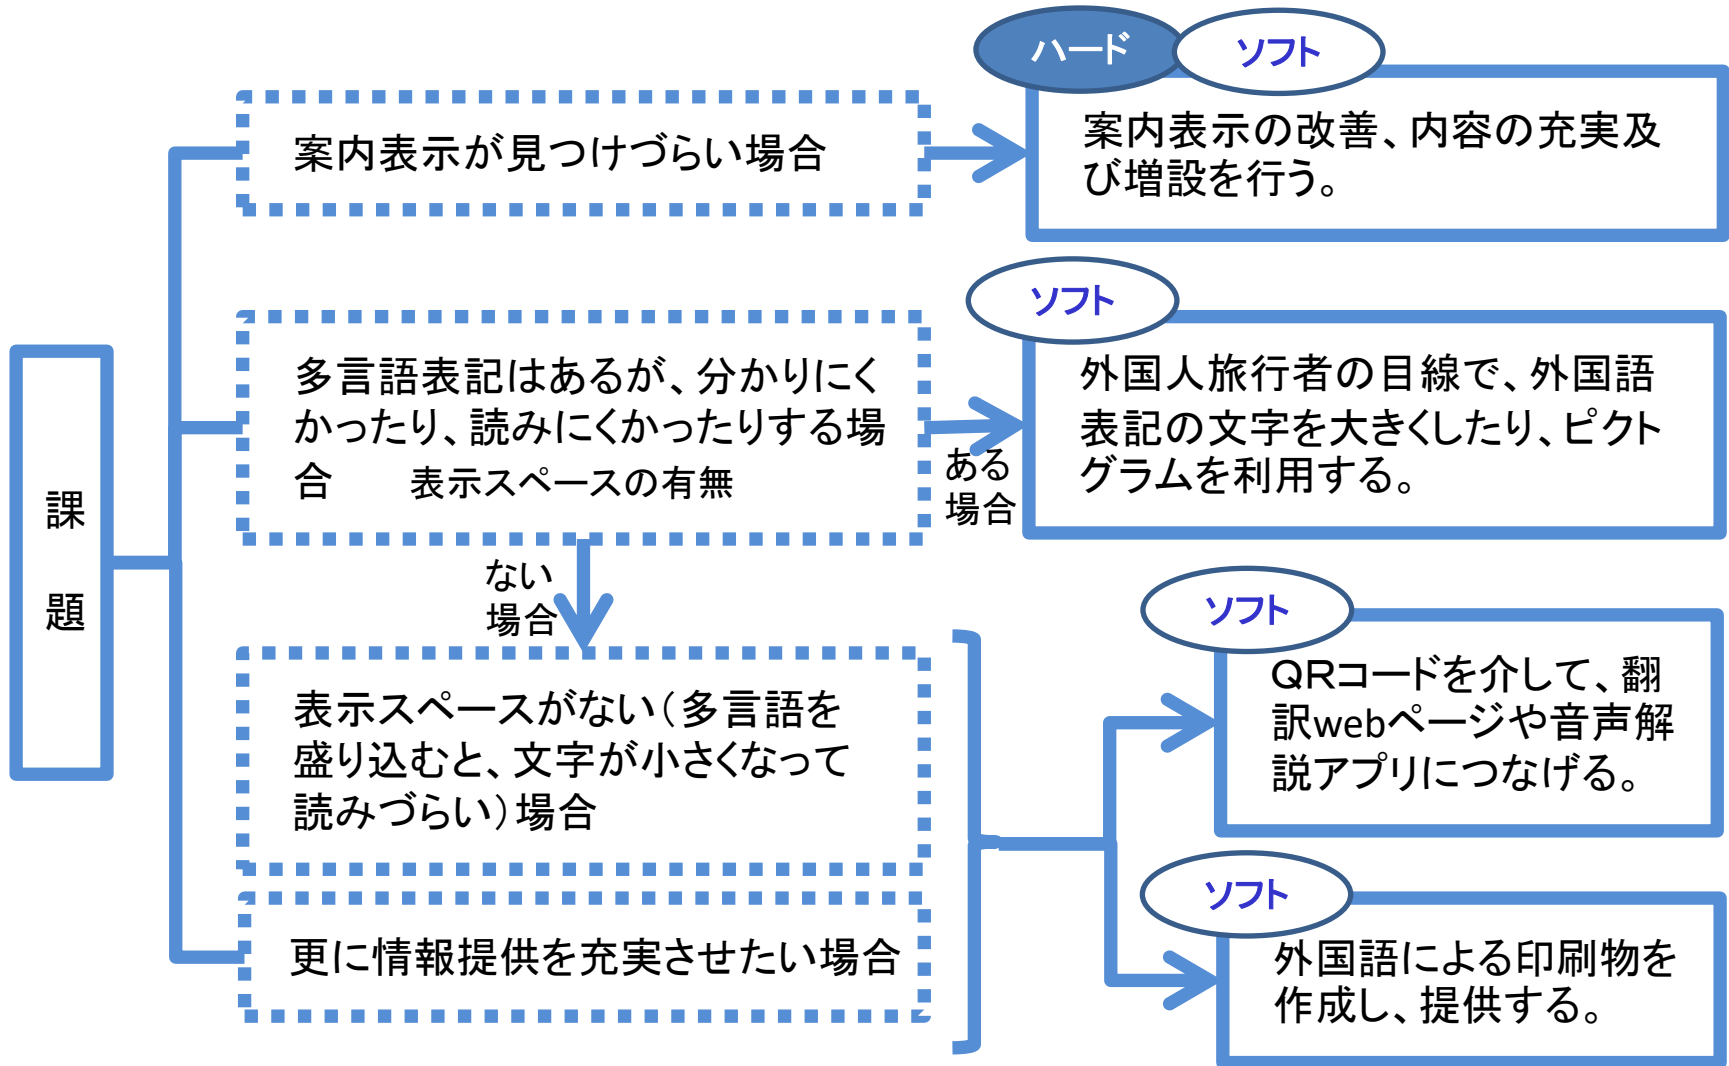 ハード
ソフト
案内表示が見つけづらい場合
案内表示の改善、内容の充実及
び増設を行う。
ソフト
多言語表記はあるが、分かりにく
かったり、読みにくかったりする場
合 表示スペースの有無
ある
場合
外国人旅行者の目線で、外国語
表記の文字を大きくしたり、ピクト
グラムを利用する。
課
題
ない
場合
表示スペースがない(多言語を
盛り込むと、文字が小さくなって
読みづらい)場合
ソフト
QRコードを介して、翻
訳webページや音声解
説アプリにつなげる。
更に情報提供を充実させたい場合
ソフト
外国語による印刷物を
作成し、提供する。